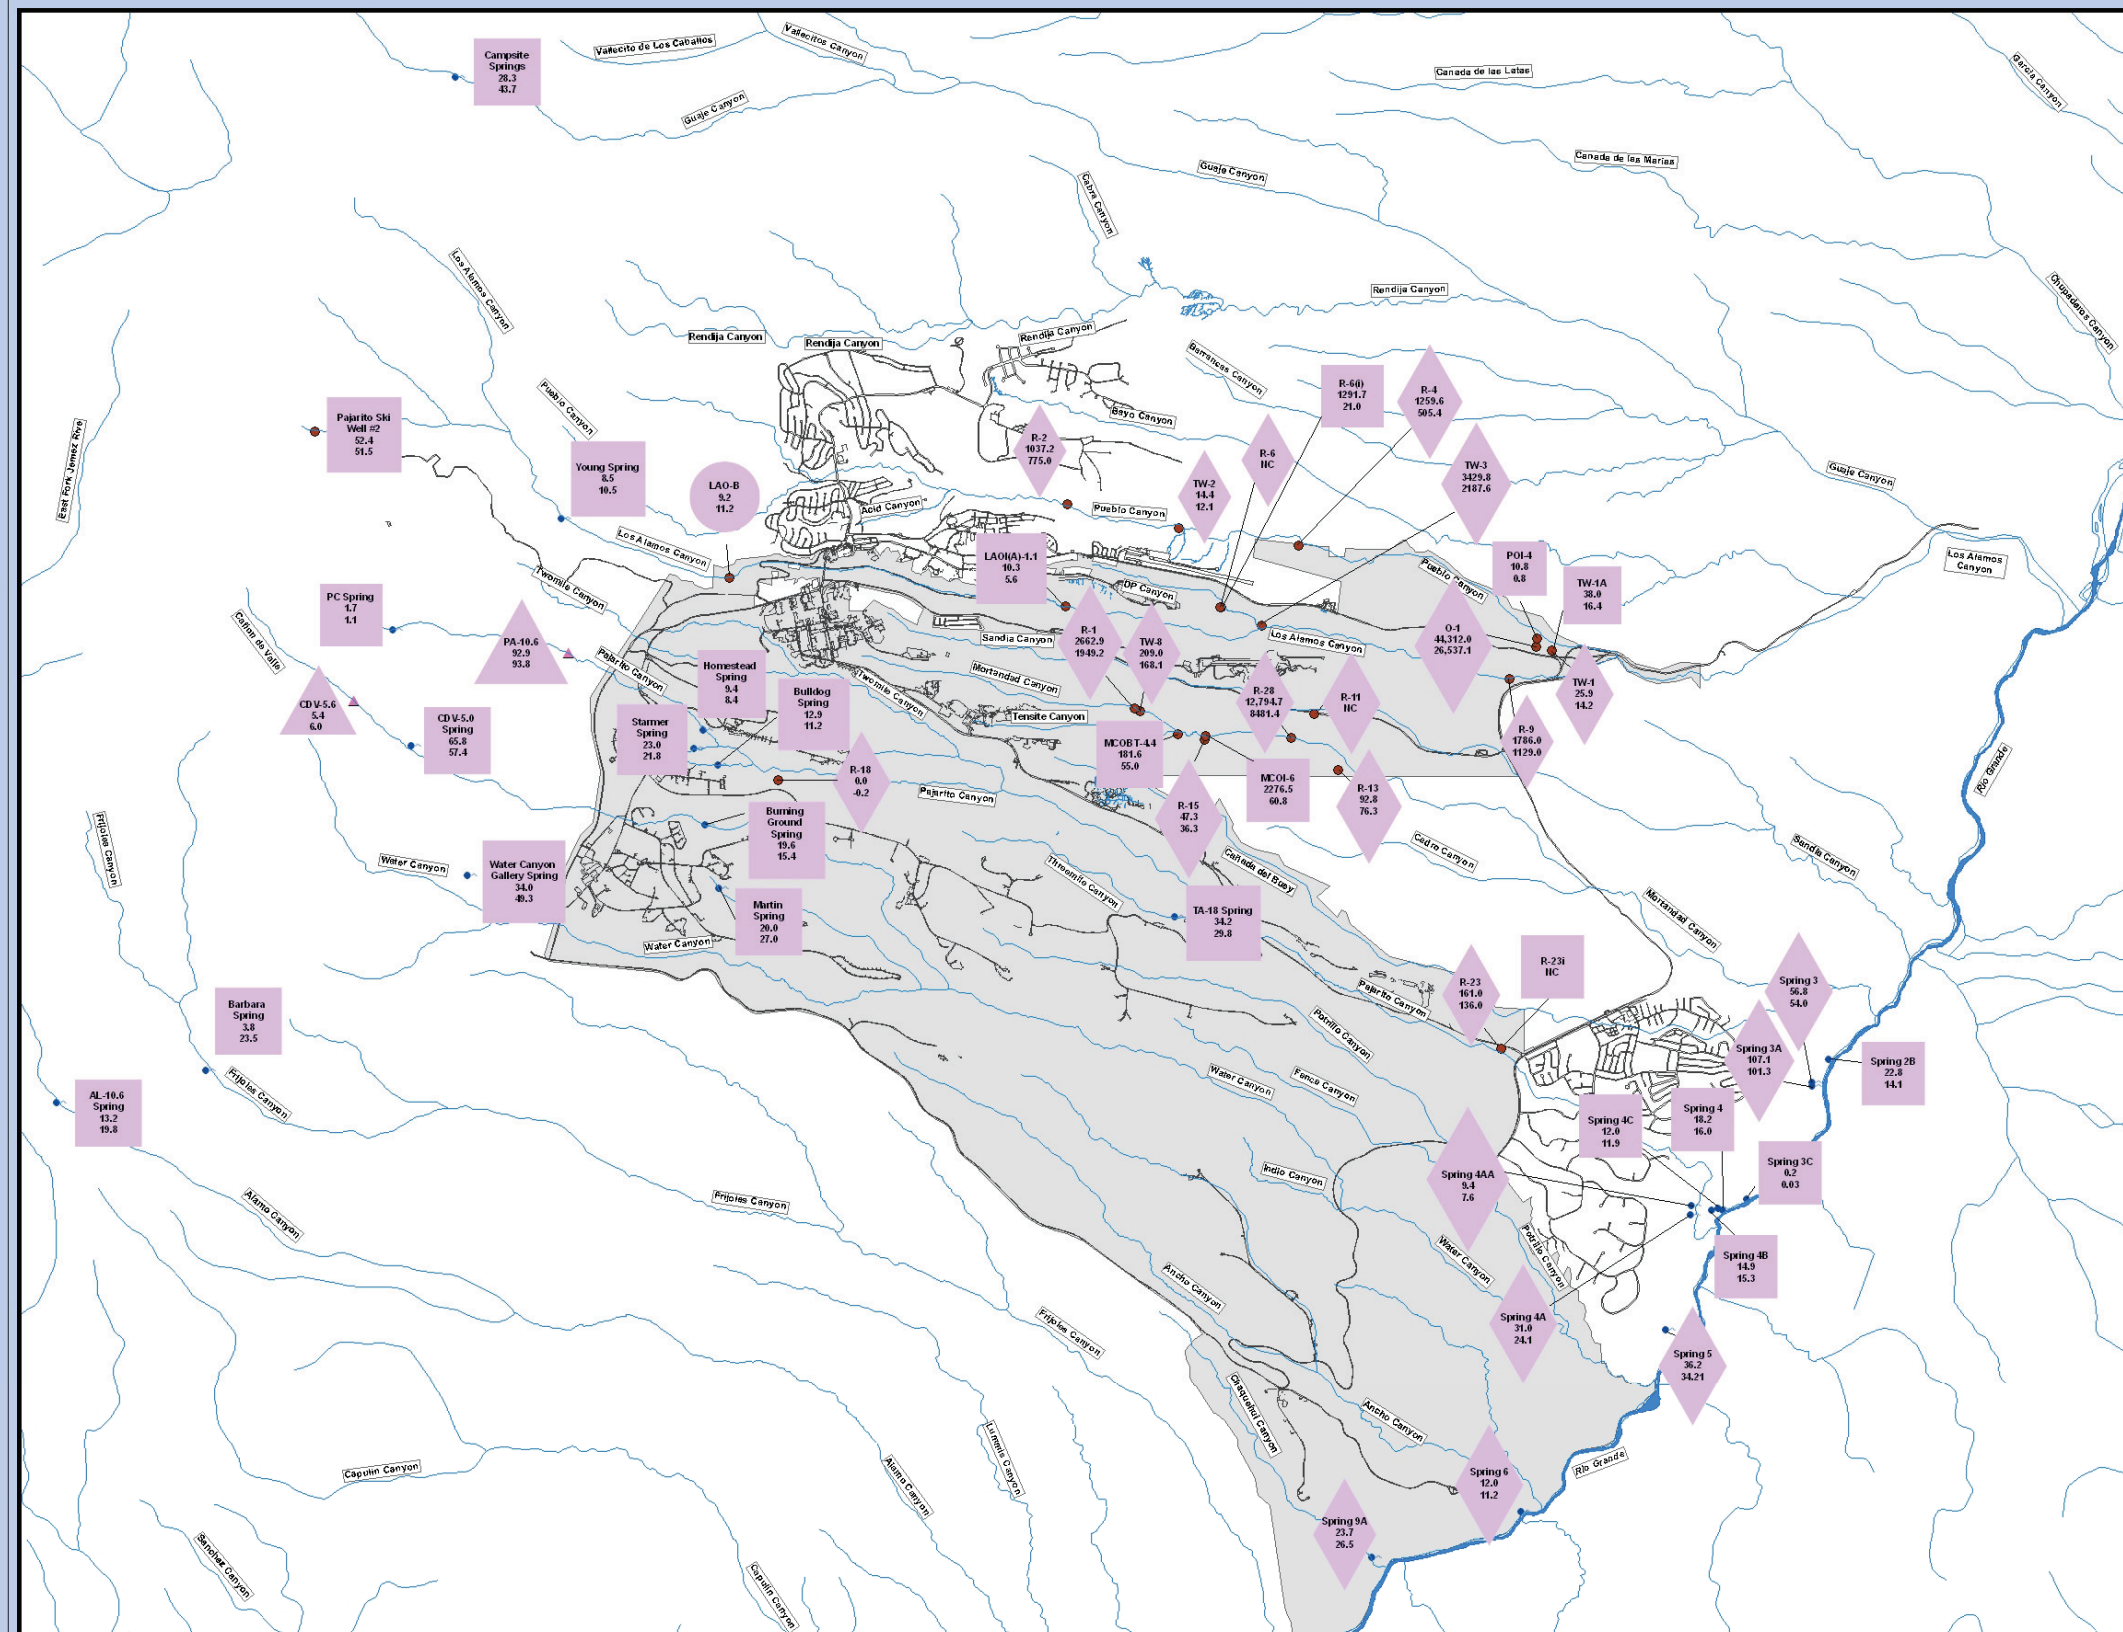 Campsite
Springs
28.3
43.7
Vallecito de Los Caballos
Vallecitos Canyon
Guaje Canyon
Canada de las Latas
Garcia Canyon
Canada de las Marias
Guaje Canyon
Cabra Canyon
Los Alamos Canyon
Rendija Canyon
Chupaderos Canyon
Rendija Canyon
Rendija Canyon
Rendija Canyon
Barrancas Canyon
Bayo Canyon
Pueblo Canyon
East Fork Jemez River
Pajarito Ski
Well #2
52.4
51.5
Young Spring
8.5
10.5
LAO-B
9.2
11.2
R-2
1037.2
775.0
R-6(i)
1291.7
21.0
R-4
1259.6
505.4
R-6
NC
TW-3
3429.8
2187.6
TW-2
14.4
12.1
Guaje Canyon
Acid Canyon
Pueblo Canyon
Los Alamos Canyon
LAOI(A)-1.1
10.3
5.6
POI-4
10.8
0.8
TW-1A
38.0
16.4
Los Alamos
Canyon
Pueblo Canyon
DP Canyon
Twomile Canyon
PC Spring
1.7
1.1
PA-10.6
92.9
93.8
Cañon de Valle
Sandia Canyon
R-1
2662.9
1949.2
TW-8
209.0
168.1
Los Alamos Canyon
O-1
44,312.0
26,537.1
Pajarito Canyon
Homestead
Spring
9.4
8.4
Mortandad Canyon
Twomile Canyon
Bulldog
Spring
12.9
11.2
R-28
12,794.7
8481.4
R-11
NC
TW-1
25.9
14.2
CDV-5.6
5.4
6.0
CDV-5.0
Spring
65.8
57.4
Starmer
Spring
23.0
21.8
Tensite Canyon
MCOBT-4.4
181.6
55.0
R-9
1786.0
1129.0
R-18
0.0
-0.2
Pajarito Canyon
MCOI-6
2276.5
60.8
R-13
92.8
76.3
R-15
47.3
36.3
Rio Grande
Frijoles Canyon
Burning
Ground
Spring
19.6
15.4
Water Canyon
Water Canyon
Gallery Spring
34.0
49.3
Threemile Canyon
Cañada del Buey
Cedro Canyon
Sandia Canyon
Martin
Spring
20.0
27.0
Water Canyon
TA-18 Spring
34.2
29.8
Mortandad Canyon
R-23
161.0
136.0
R-23i
NC
Spring 3
56.8
54.0
Pajarito Canyon
Barbara
Spring
3.8
23.5
Potrillo Canyon
Spring 3A
107.1
101.3
Spring 2B
22.8
14.1
Frijoles Canyon
Water Canyon
Fence Canyon
AL-10.6
Spring
13.2
19.8
Spring 4C
12.0
11.9
Spring 4
18.2
16.0
Spring 3C
0.2
0.03
Spring 4AA
9.4
7.6
Indio Canyon
Alamo Canyon
Frijoles Canyon
Water Canyon
Potrillo Canyon
Spring 4B
14.9
15.3
Ancho Canyon
Spring 4A
31.0
24.1
Frijoles Canyon
Spring 5
36.2
34.21
Chaquehui Canyon
Ancho Canyon
Lummis Canyon
Capulin Canyon
Alamo Canyon
Spring 6
12.0
11.2
Rio Grande
Spring 9A
23.7
26.5
Sanchez Canyon
Capulin Canyon